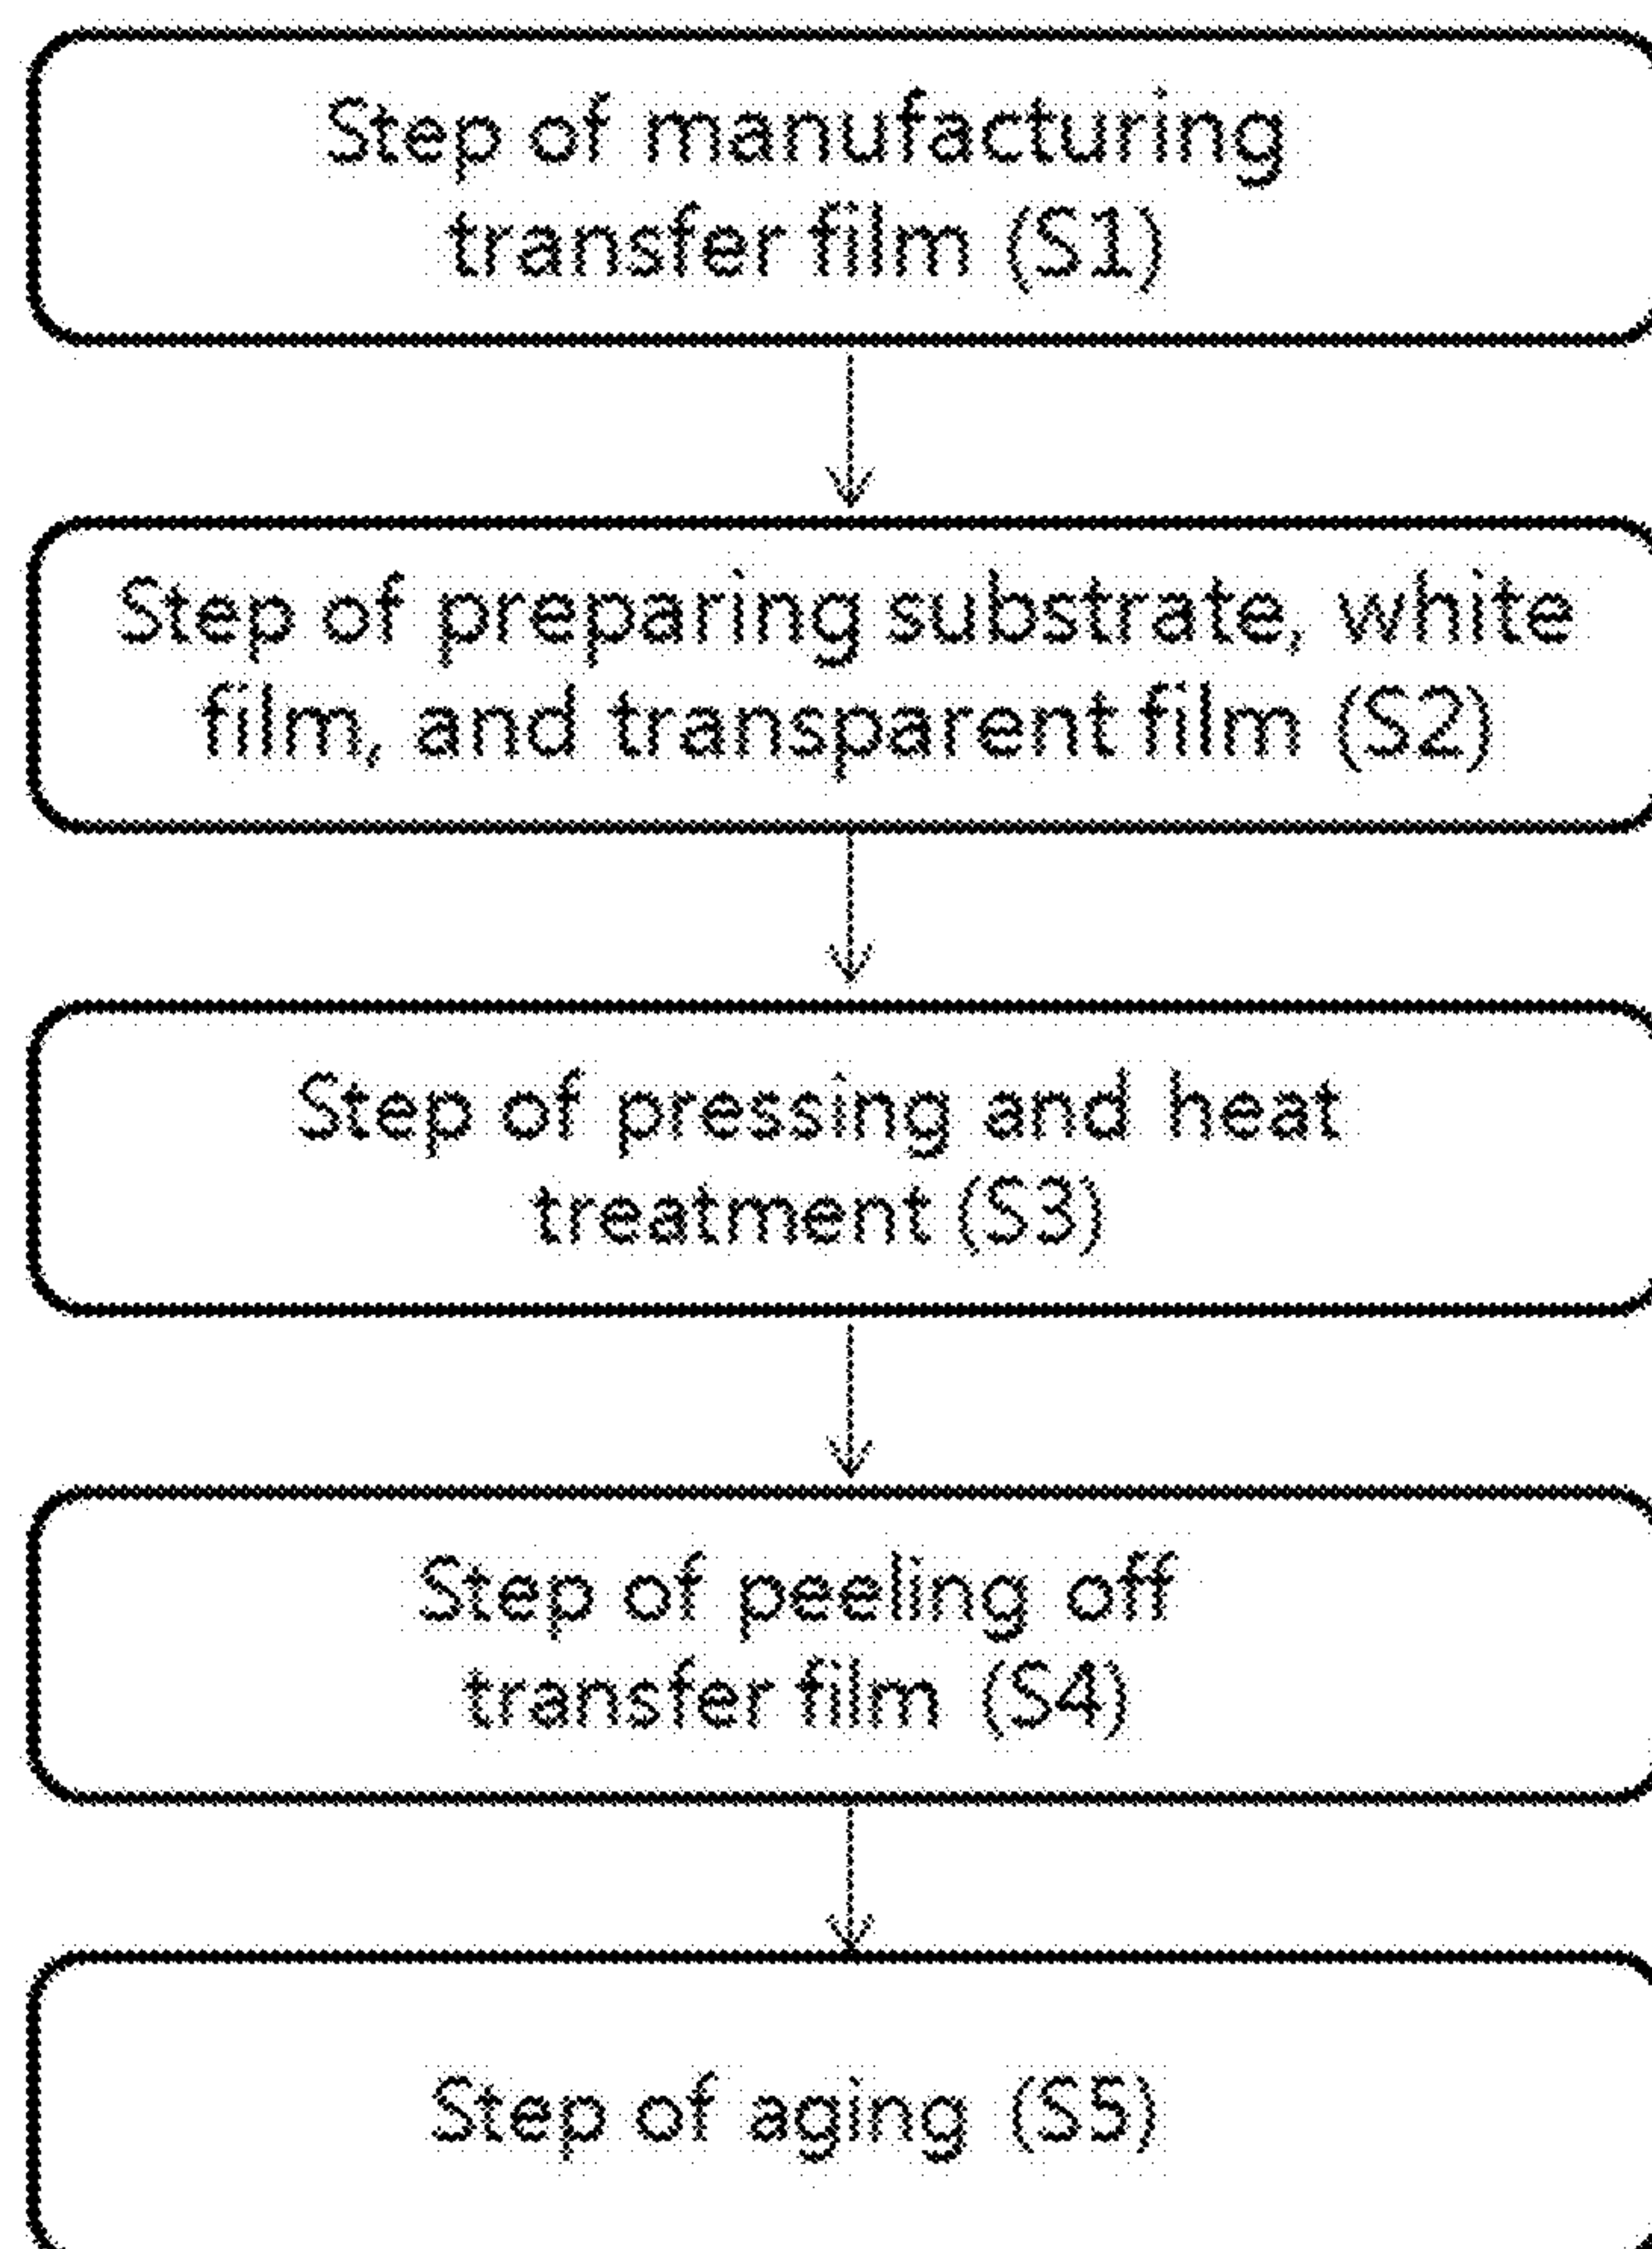 Step of manufacturing
transfer film (S1)
Step of preparing substrate, white
film, and transparent film (S2)
Step of pressing and heat
treatment (S3)
Step of peeling off
transfer film (S4)
Step of aging (S5)